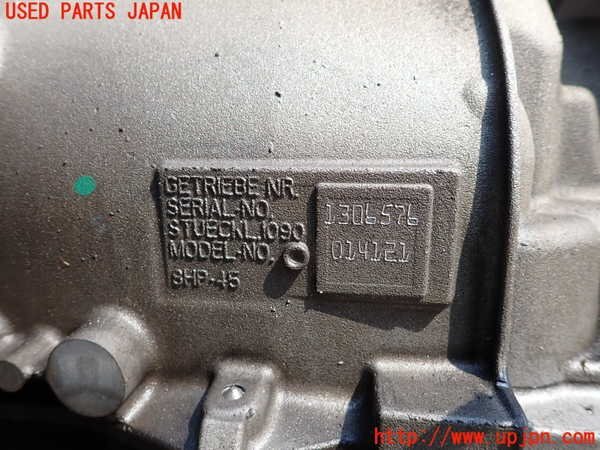 USED PARTS JAPAN
GETRIEBE-NR.
SERIAL-NO.
STUECKL.1090
MODEL-NO.
8HP-45
1306576
014121
http://www.upjpn.com/